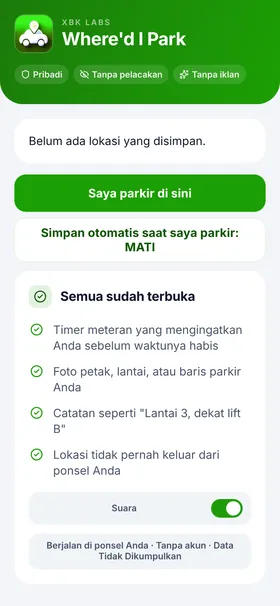 XBK LABS
Where'd I Park
Pribadi
Tanpa pelacakan
Tanpa iklan
Belum ada lokasi yang disimpan.
Saya parkir di sini
Simpan otomatis saat saya parkir:
MATI
Semua sudah terbuka
Timer meteran yang mengingatkan
Anda sebelum waktunya habis
Foto petak, lantai, atau baris parkir
Anda
Catatan seperti "Lantai 3, dekat lift
B"
Lokasi tidak pernah keluar dari
ponsel Anda
Suara
Berjalan di ponsel Anda · Tanpa akun · Data
Tidak Dikumpulkan